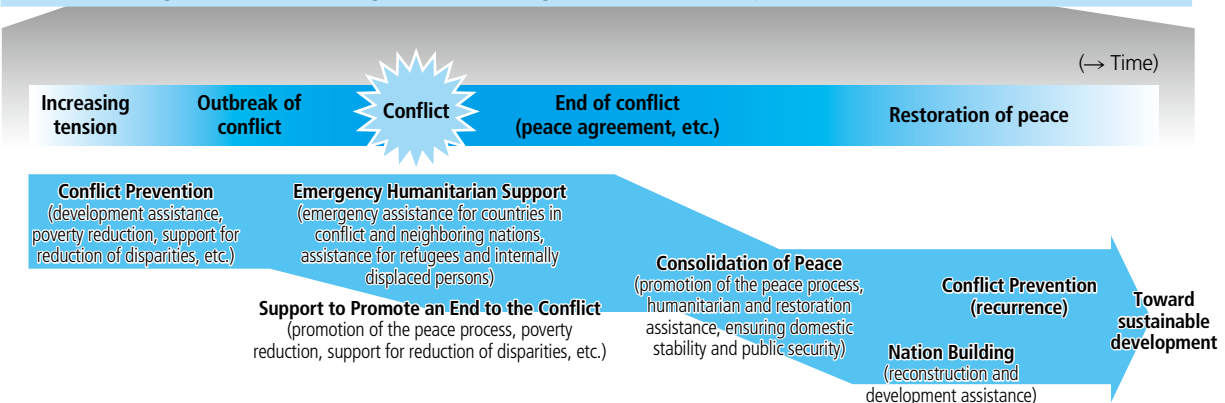 (→ Time)
Increasing
tension
Outbreak of
conflict
Conflict
End of conflict
(peace agreement, etc.)
Restoration of peace
Conflict Prevention
(development assistance,
poverty reduction, support for
reduction of disparities, etc.)
Emergency Humanitarian Support
(emergency assistance for countries in
conflict and neighboring nations,
assistance for refugees and internally
displaced persons)
Support to Promote an End to the Conflict
(promotion of the peace process, poverty
reduction, support for reduction of disparities, etc.)
Consolidation of Peace
(promotion of the peace process,
humanitarian and restoration
assistance, ensuring domestic
stability and public security)
Conflict Prevention
(recurrence)
Nation Building
(reconstruction and
development assistance)
Toward
sustainable
development